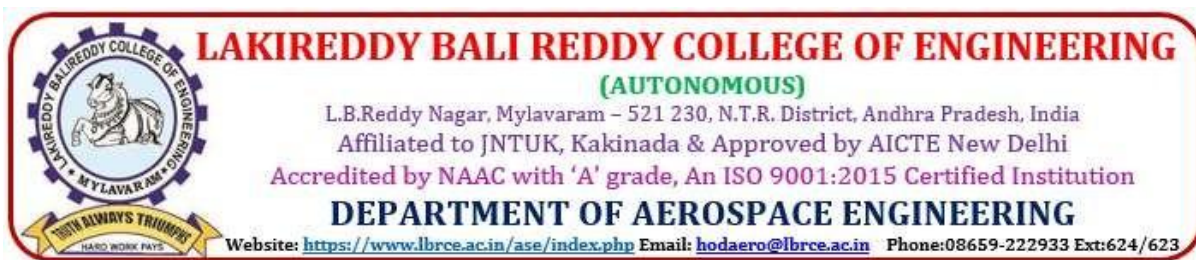 LAKIREDDY BALIREDDY COLLEGE OF ENGINEERING
* MYLAVARAM *
TRUTH ALWAYS TRIUMPHS
HARD WORK PAYS
LAKIREDDY BALI REDDY COLLEGE OF ENGINEERING
(AUTONOMOUS)
L.B.Reddy Nagar, Mylavaram – 521 230, N.T.R. District, Andhra Pradesh, India
Affiliated to JNTUK, Kakinada & Approved by AICTE New Delhi
Accredited by NAAC with ‘A’ grade, An ISO 9001:2015 Certified Institution
DEPARTMENT OF AEROSPACE ENGINEERING
Website: https://www.lbrce.ac.in/ase/index.php Email: hodaero@lbrce.ac.in Phone:08659-222933 Ext:624/623